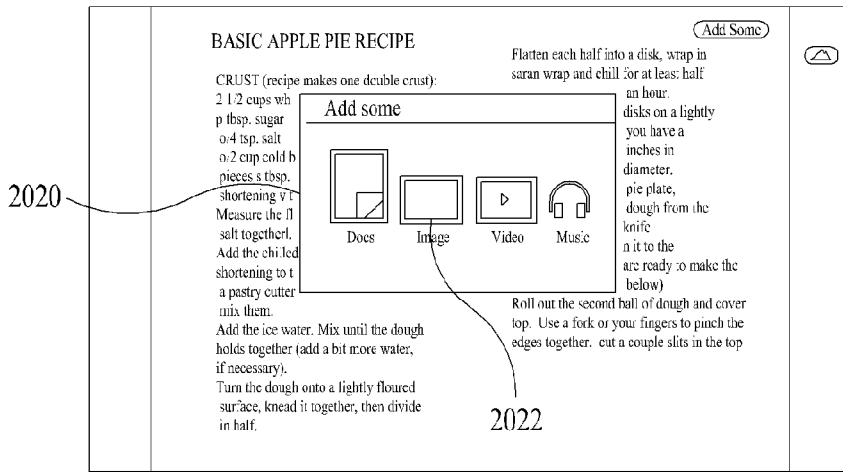 BASIC APPLE PIE RECIPE
CRUST (recipe makes one double crust):
2 1/2 cups wh
p tbsp. sugar
o/4 tsp. salt
o/2 cup cold b
pieces s tbsp.
shortening v t
Measure the fl
salt togetherl.
Add the chilled
shortening to t
a pastry cutter
mix them.
Add the ice water. Mix until the dough
holds together (add a bit more water,
if necessary).
Turn the dough onto a lightly floured
surface, knead it together, then divide
in half.
Add Some
Flatten each half into a disk, wrap in
saran wrap and chill for at least half
an hour.
disks on a lightly
you have a
inches in
diameter.
pie plate,
dough from the
knife
n it to the
are ready to make the
below)
Roll out the second ball of dough and cover
top. Use a fork or your fingers to pinch the
edges together. cut a couple slits in the top
Add some
Docs Image Video Music
2020
2022